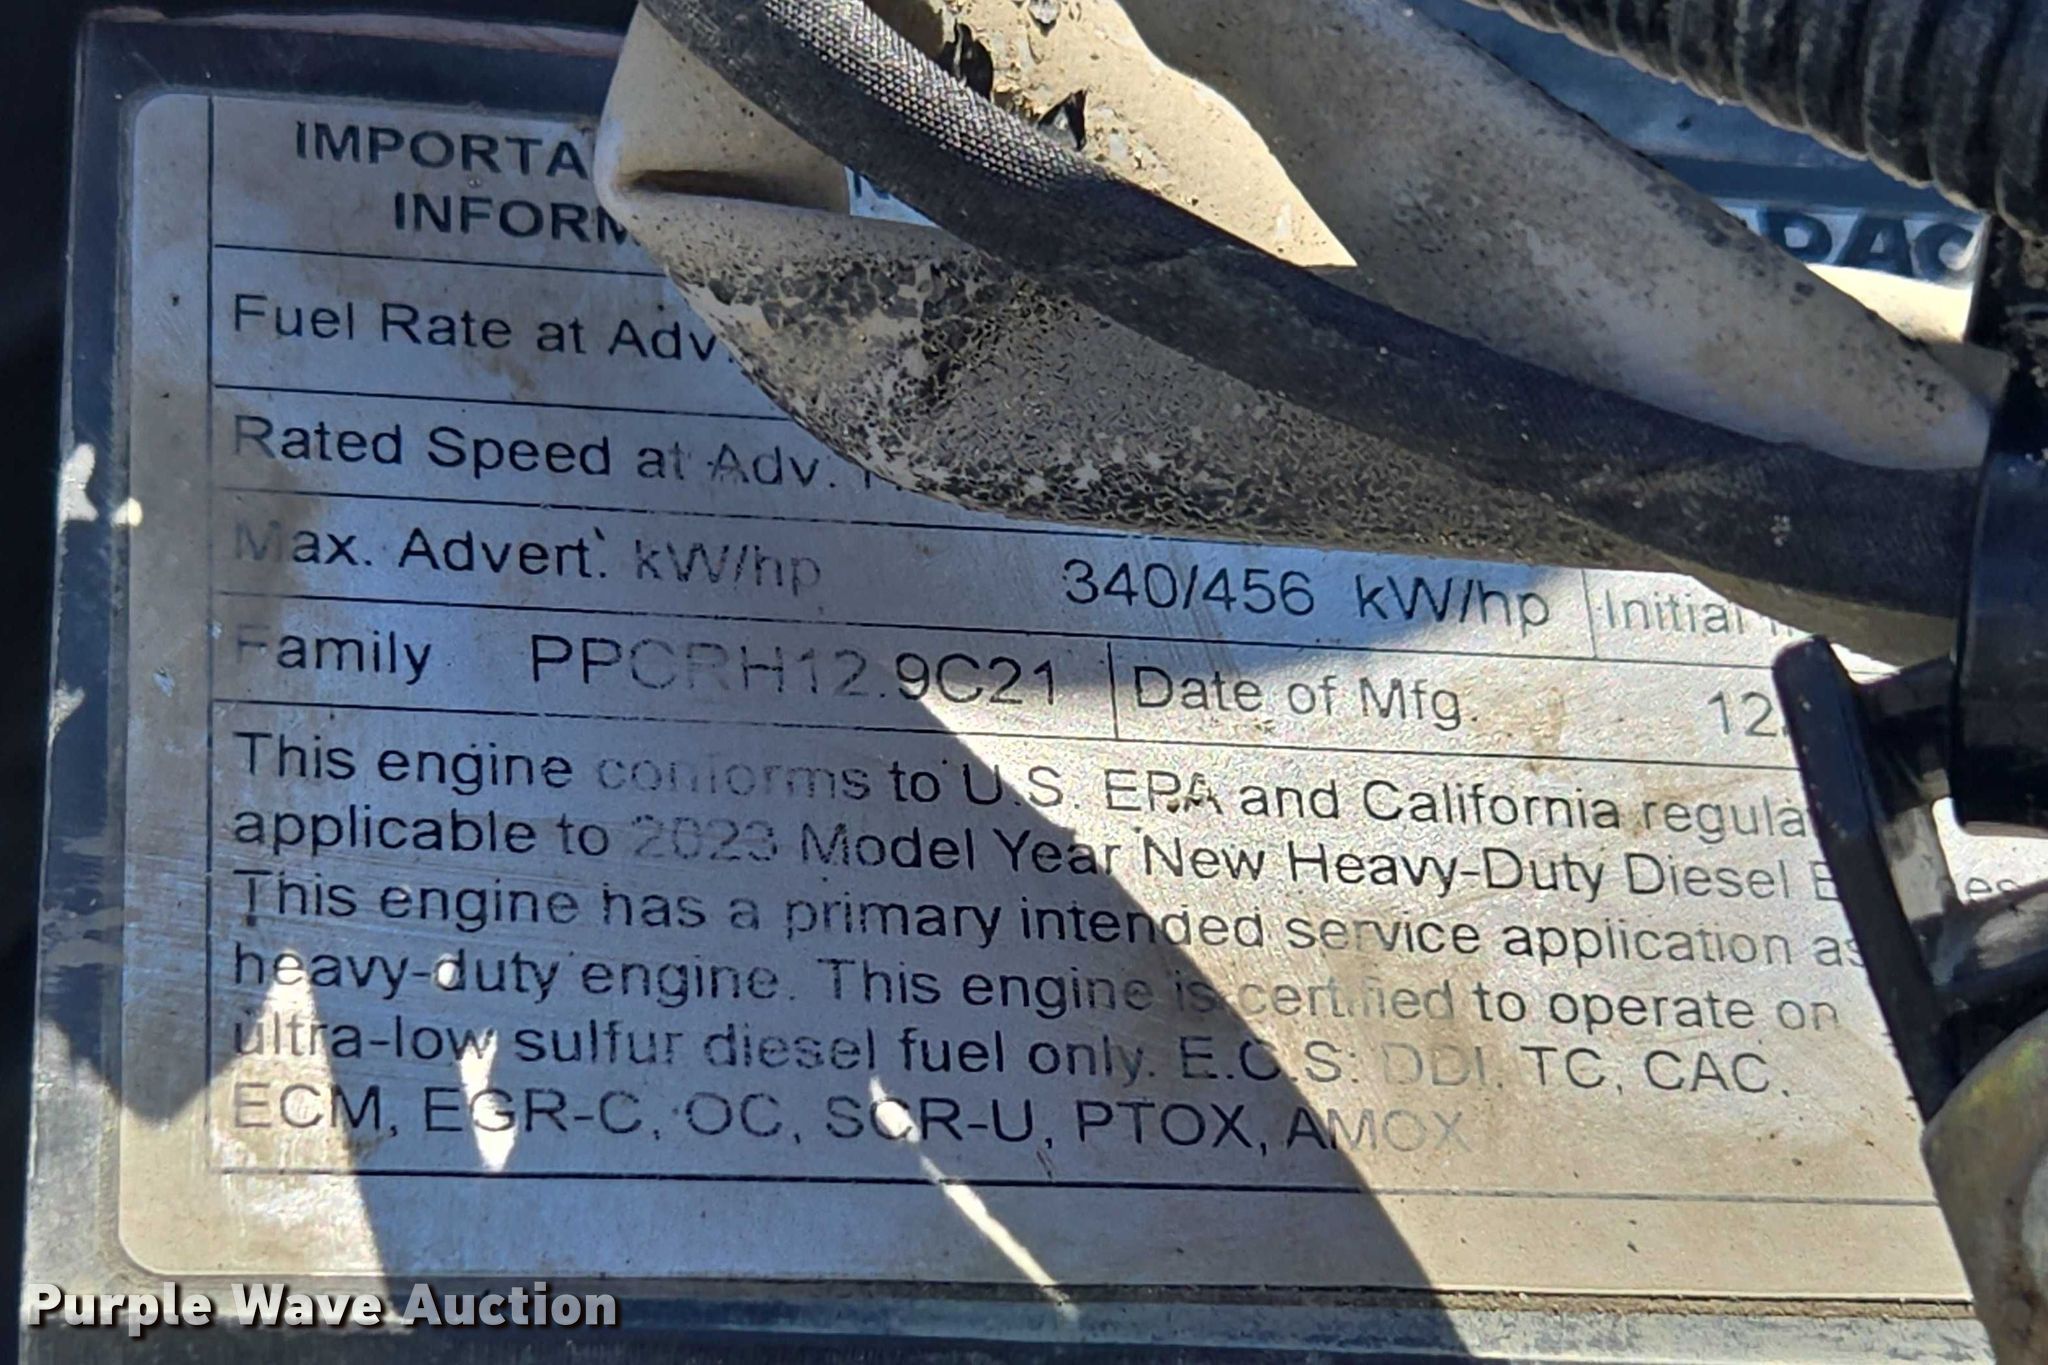 IMPORTA
INFORM
PAC
Fuel Rate at Adv.
Rated Speed at Adv.
Max. Advert. kW/hp 340/456 kW/hp Initial
Family PPCRH12.9C21 Date of Mfg. 12
This engine conforms to U.S. EPA and California regula
applicable to 2023 Model Year New Heavy-Duty Diesel E es
This engine has a primary intended service application as
heavy-duty engine. This engine is certified to operate on
ultra-low sulfur diesel fuel only. E.C.S: DDI, TC, CAC,
ECM, EGR-C, OC, SCR-U, PTOX, AMOX
Purple Wave Auction